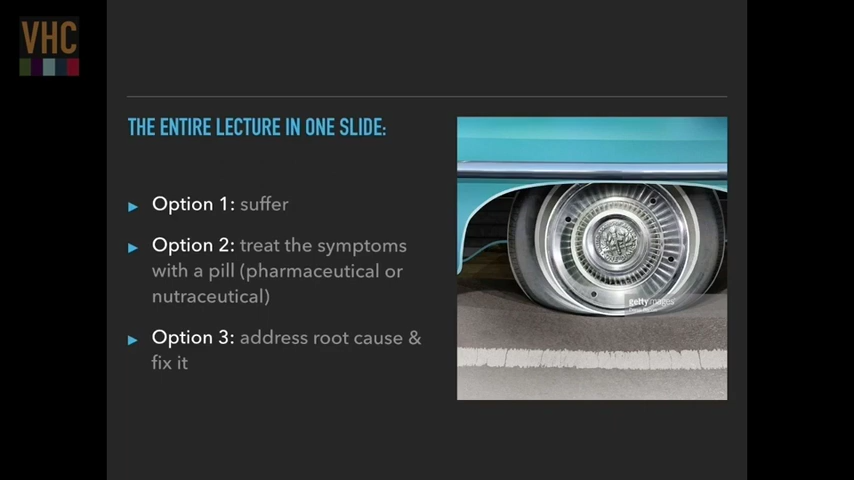 VHC
THE ENTIRE LECTURE IN ONE SLIDE:
▶ Option 1: suffer
▶ Option 2: treat the symptoms
with a pill (pharmaceutical or
nutraceutical)
▶ Option 3: address root cause &
fix it
gettyimages